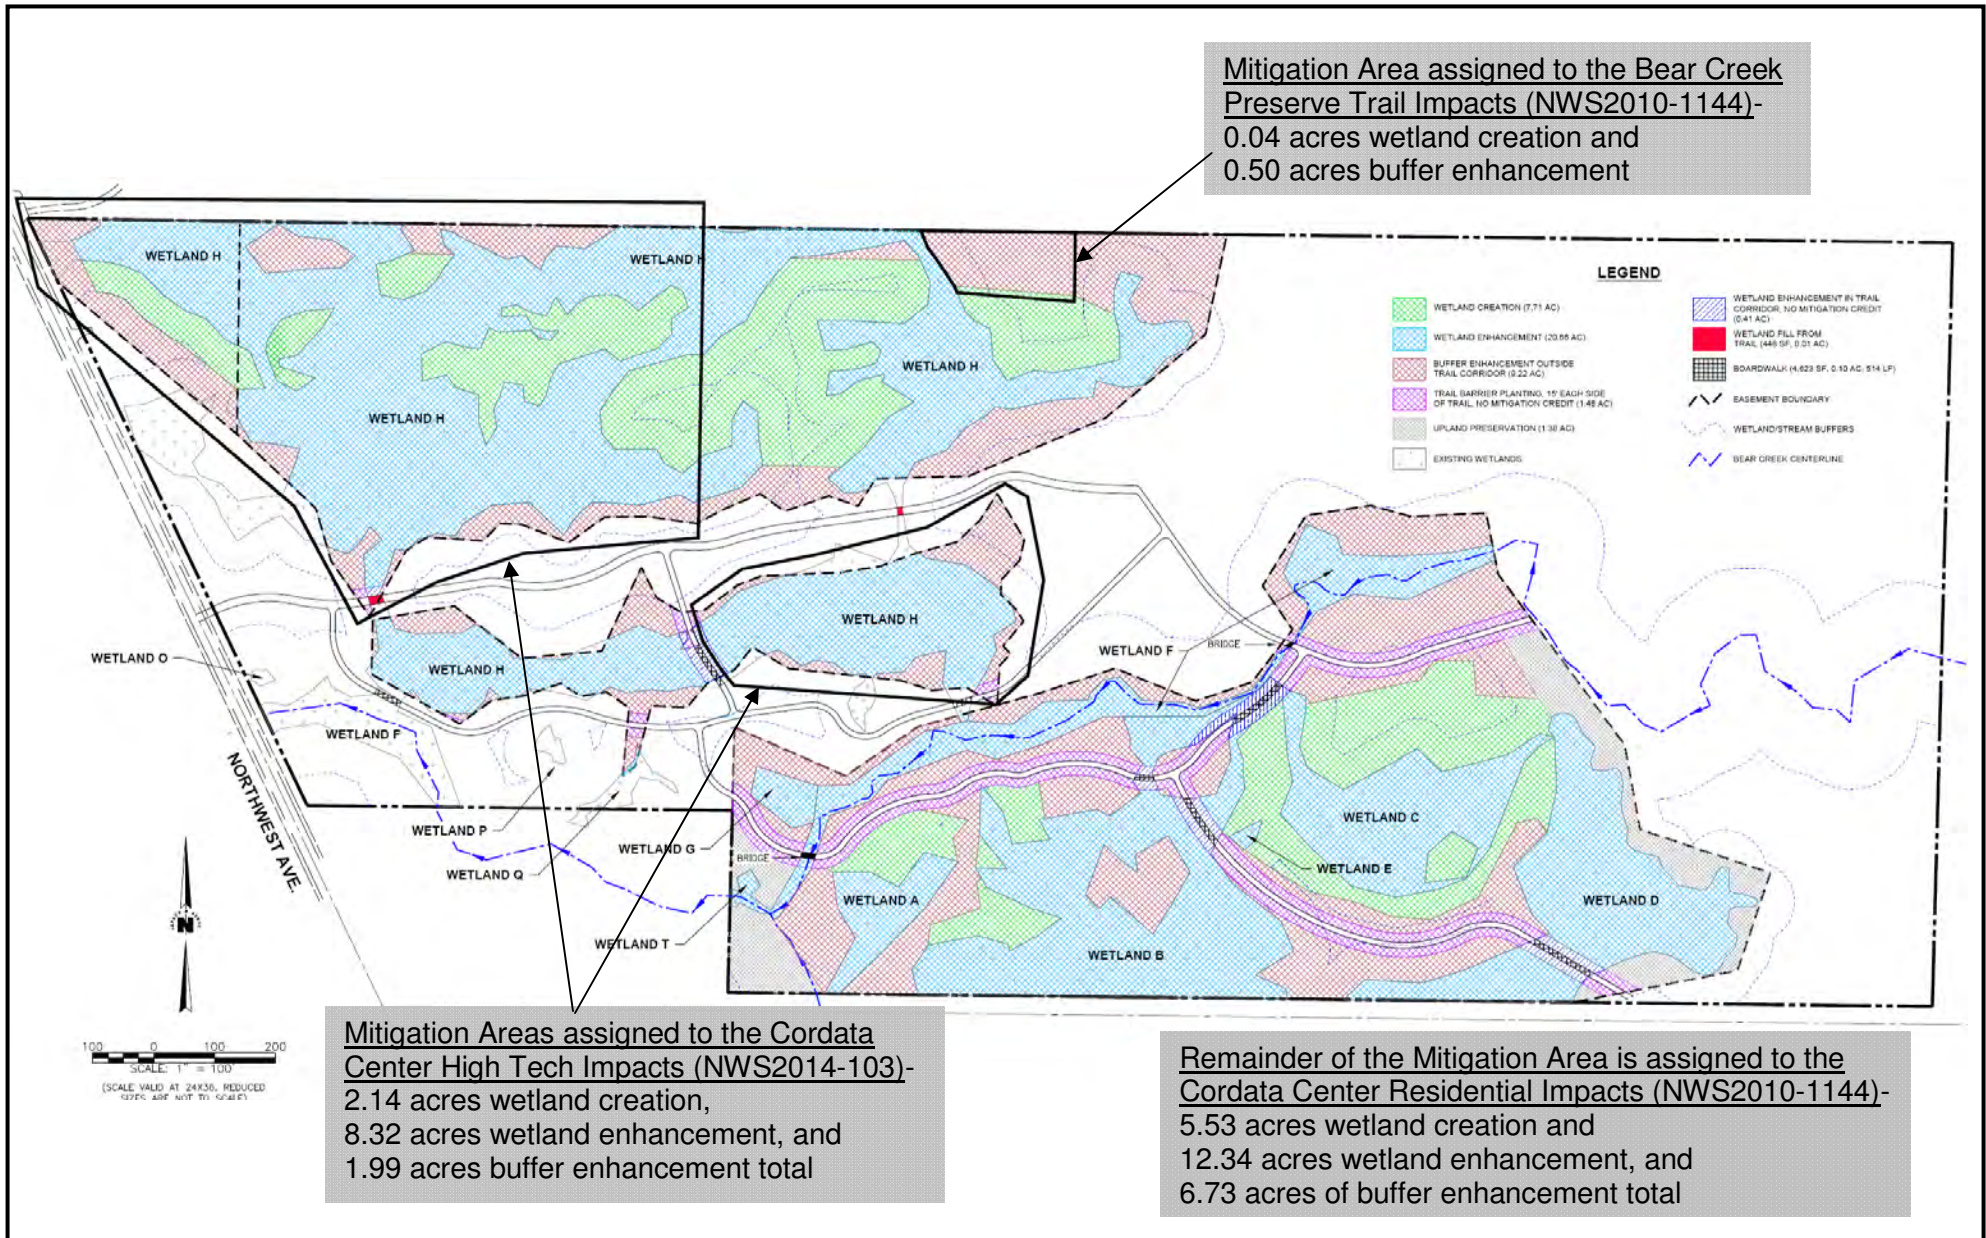 Mitigation Area assigned to the Bear Creek
Preserve Trail Impacts (NWS2010-1144)-
0.04 acres wetland creation and
0.50 acres buffer enhancement
LEGEND
WETLAND CREATION (7.71 AC)
WETLAND ENHANCEMENT (20.66 AC)
BUFFER ENHANCEMENT OUTSIDE
TRAIL CORRIDOR (9.22 AC)
TRAIL BARRIER PLANTING, 15' EACH SIDE
OF TRAIL, NO MITIGATION CREDIT (1.48 AC)
UPLAND PRESERVATION (1.38 AC)
EXISTING WETLANDS
WETLAND ENHANCEMENT IN TRAIL
CORRIDOR, NO MITIGATION CREDIT
(0.41 AC)
WETLAND FILL FROM
TRAIL (446 SF, 0.01 AC)
BOARDWALK (4,623 SF, 0.10 AC, 514 LF)
EASEMENT BOUNDARY
WETLAND/STREAM BUFFERS
BEAR CREEK CENTERLINE
WETLAND H
WETLAND H
WETLAND H
WETLAND H
WETLAND H
WETLAND H
WETLAND O
WETLAND F
BRIDGE
WETLAND F
NORTHWEST AVE.
WETLAND P
WETLAND Q
WETLAND G
BRIDGE
WETLAND T
WETLAND A
WETLAND B
WETLAND C
WETLAND E
WETLAND D
N
100 0 100 200
SCALE: 1" = 100'
(SCALE VALID AT 24X36, REDUCED
SIZES ARE NOT TO SCALE)
Mitigation Areas assigned to the Cordata
Center High Tech Impacts (NWS2014-103)-
2.14 acres wetland creation,
8.32 acres wetland enhancement, and
1.99 acres buffer enhancement total
Remainder of the Mitigation Area is assigned to the
Cordata Center Residential Impacts (NWS2010-1144)-
5.53 acres wetland creation and
12.34 acres wetland enhancement, and
6.73 acres of buffer enhancement total